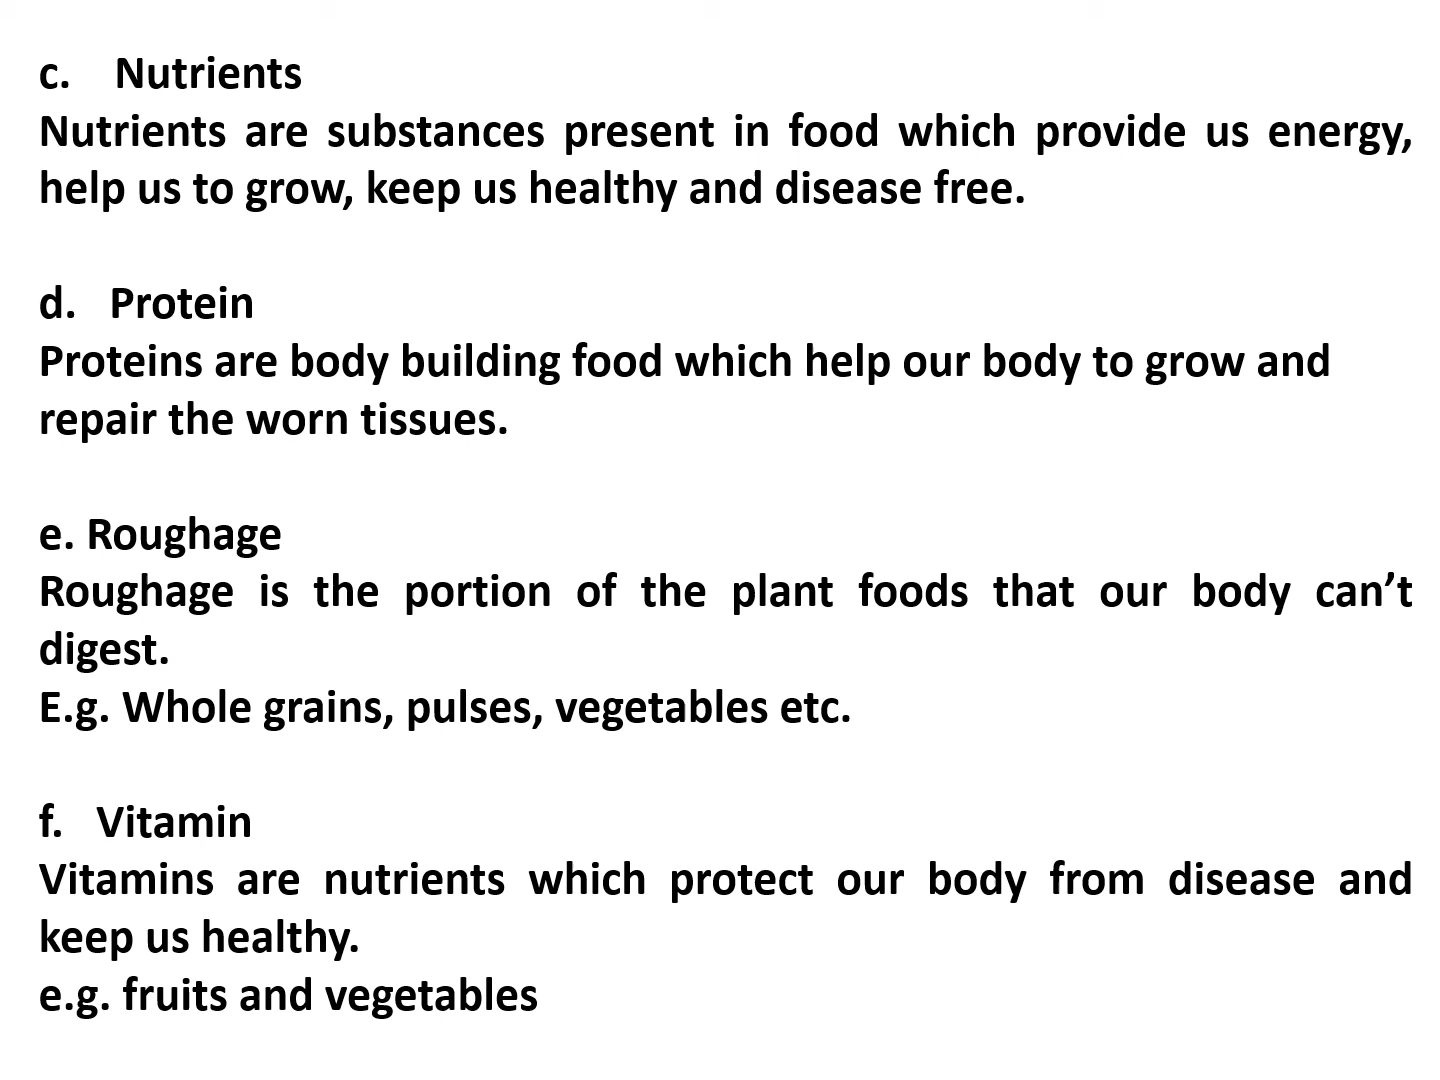 c. Nutrients
Nutrients are substances present in food which provide us energy,
help us to grow, keep us healthy and disease free.
d. Protein
Proteins are body building food which help our body to grow and
repair the worn tissues.
e. Roughage
Roughage is the portion of the plant foods that our body can’t
digest.
E.g. Whole grains, pulses, vegetables etc.
f. Vitamin
Vitamins are nutrients which protect our body from disease and
keep us healthy.
e.g. fruits and vegetables